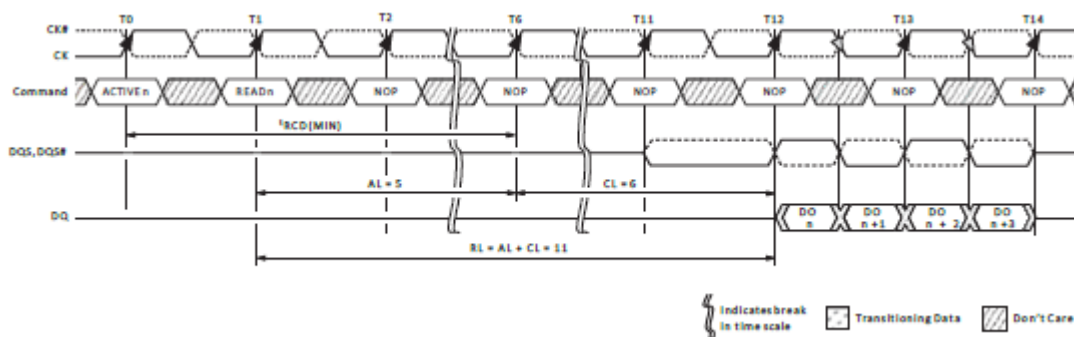 T0 T1 T2 T6 T11 T12 T13 T14
CK#
CK
Command ACTIVE n READ n NOP NOP NOP NOP NOP NOP
tRCD (MIN)
DQS, DQS#
AL = 5 CL = 6
DQ DO n DO n+1 DO n + 2 DO n+3
RL = AL + CL = 11
Indicates break
in time scale
Transitioning Data
Don't Care